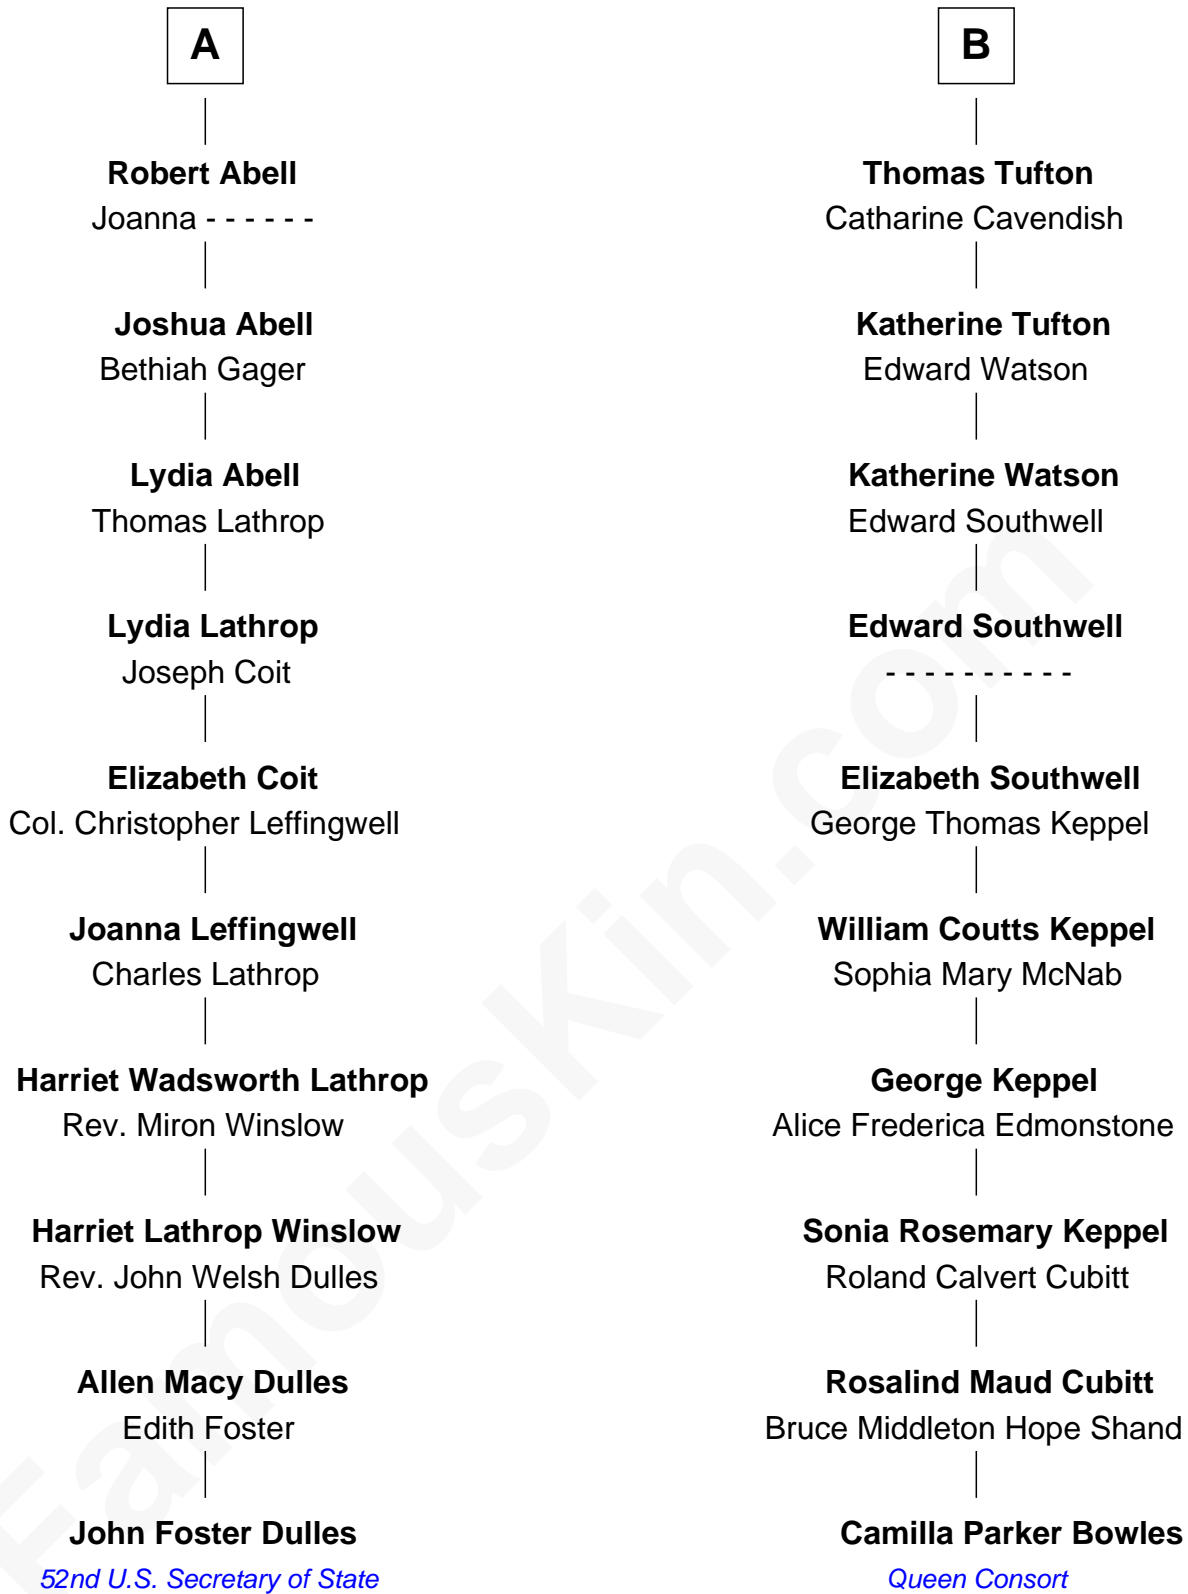 A
Robert Abell
Joanna - - - - - -
Joshua Abell
Bethiah Gager
Lydia Abell
Thomas Lathrop
Lydia Lathrop
Joseph Coit
Elizabeth Coit
Col. Christopher Leffingwell
Joanna Leffingwell
Charles Lathrop
Harriet Wadsworth Lathrop
Rev. Miron Winslow
Harriet Lathrop Winslow
Rev. John Welsh Dulles
Allen Macy Dulles
Edith Foster
John Foster Dulles
52nd U.S. Secretary of State
B
Thomas Tufton
Catharine Cavendish
Katherine Tufton
Edward Watson
Katherine Watson
Edward Southwell
Edward Southwell
- - - - - - - - - -
Elizabeth Southwell
George Thomas Keppel
William Coutts Keppel
Sophia Mary McNab
George Keppel
Alice Frederica Edmonstone
Sonia Rosemary Keppel
Roland Calvert Cubitt
Rosalind Maud Cubitt
Bruce Middleton Hope Shand
Camilla Parker Bowles
Queen Consort
FamousKin.com